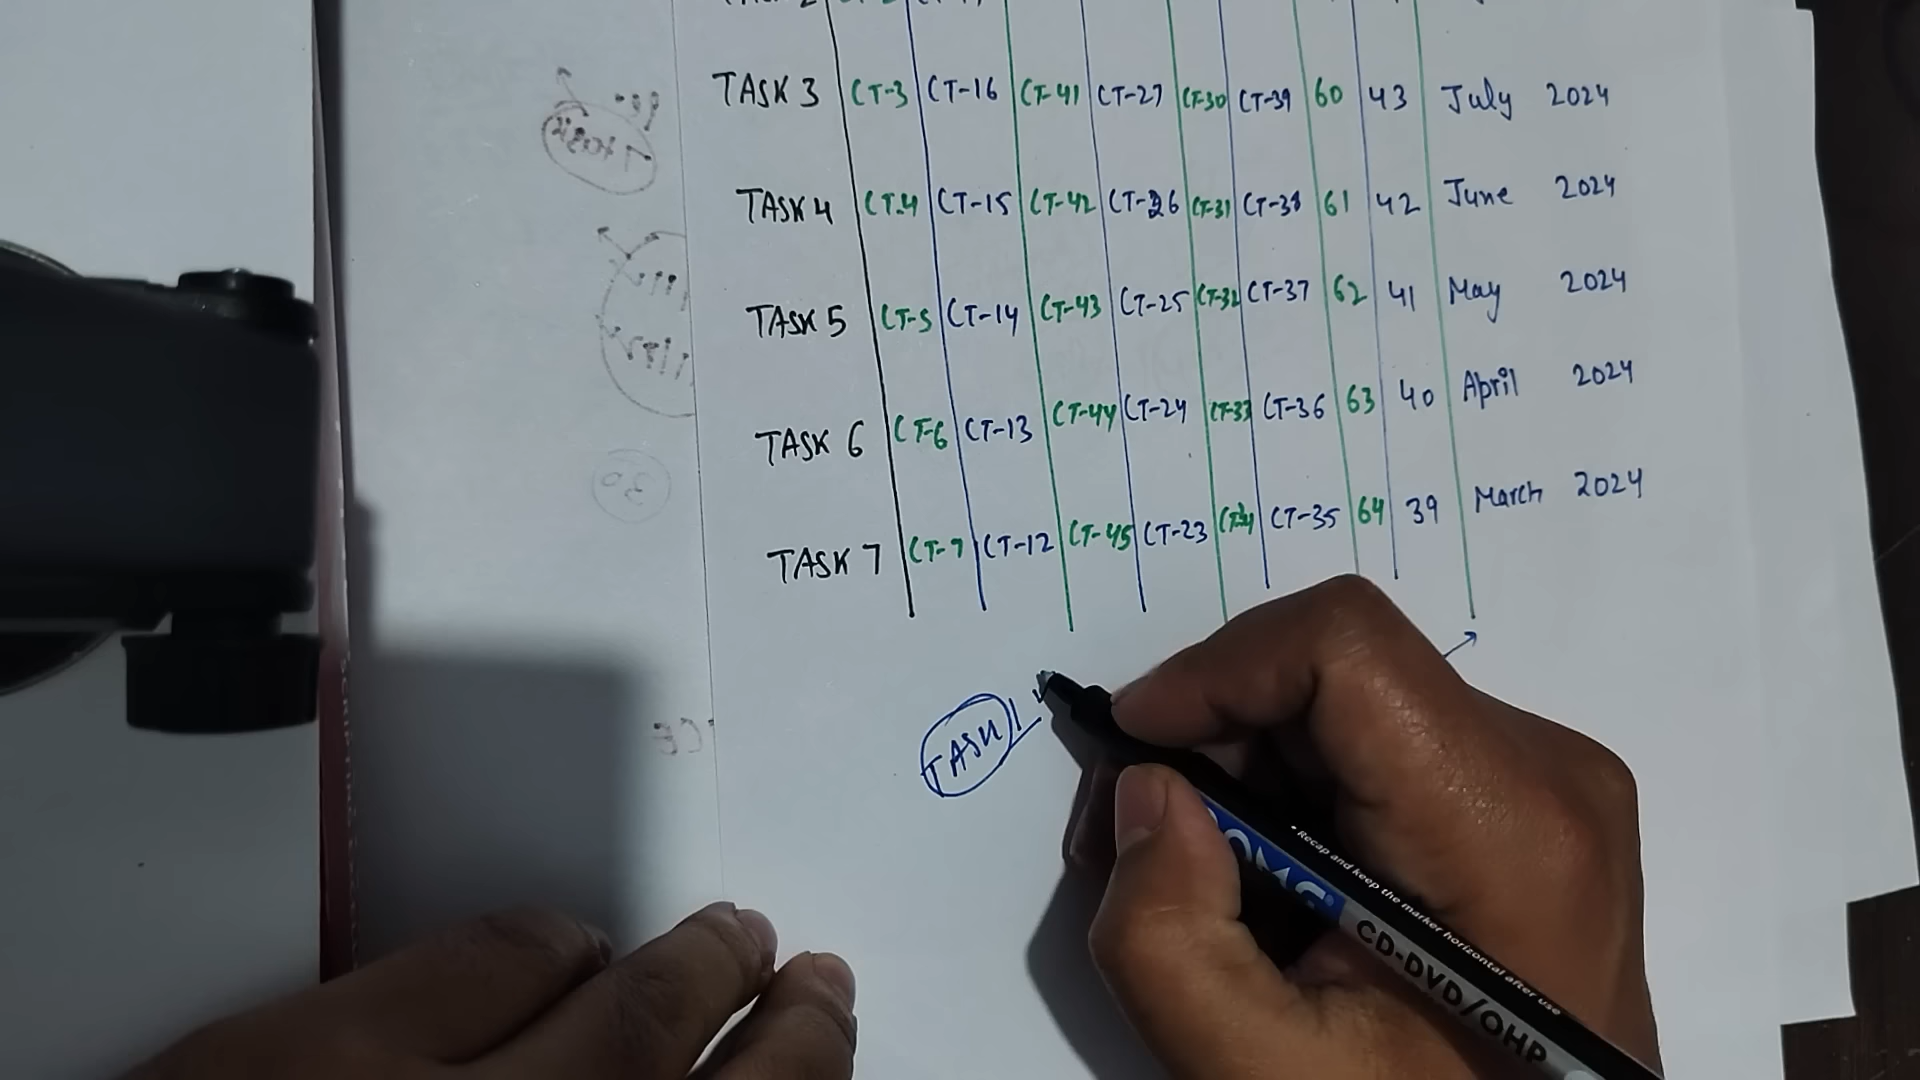 TASK 3 CT-3 CT-16 CT-41 CT-27 CT-30 CT-39 60 43 July 2024
TASK 4 CT-4 CT-15 CT-42 CT-26 CT-31 CT-38 61 42 June 2024
TASK 5 CT-5 CT-14 CT-43 CT-25 CT-32 CT-37 62 41 May 2024
TASK 6 CT-6 CT-13 CT-44 CT-24 CT-33 CT-36 63 40 April 2024
TASK 7 CT-7 CT-12 CT-45 CT-23 CT-34 CT-35 64 39 March 2024
TASK 1
• Recap and keep the marker horizontal after use
CD-DVD/OHP